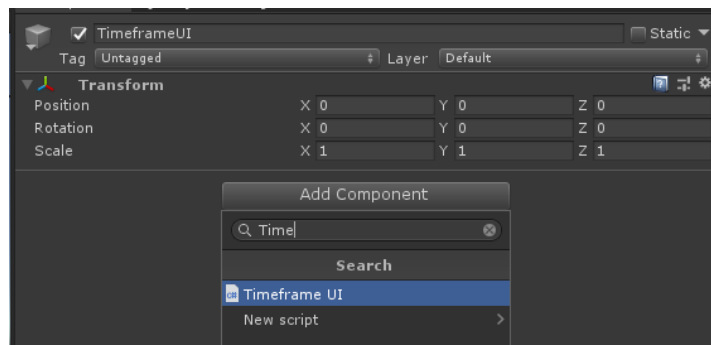 TimeframeUI Static
Tag Untagged Layer Default
Transform
Position X 0 Y 0 Z 0
Rotation X 0 Y 0 Z 0
Scale X 1 Y 1 Z 1
Add Component
Time
Search
Timeframe UI
New script